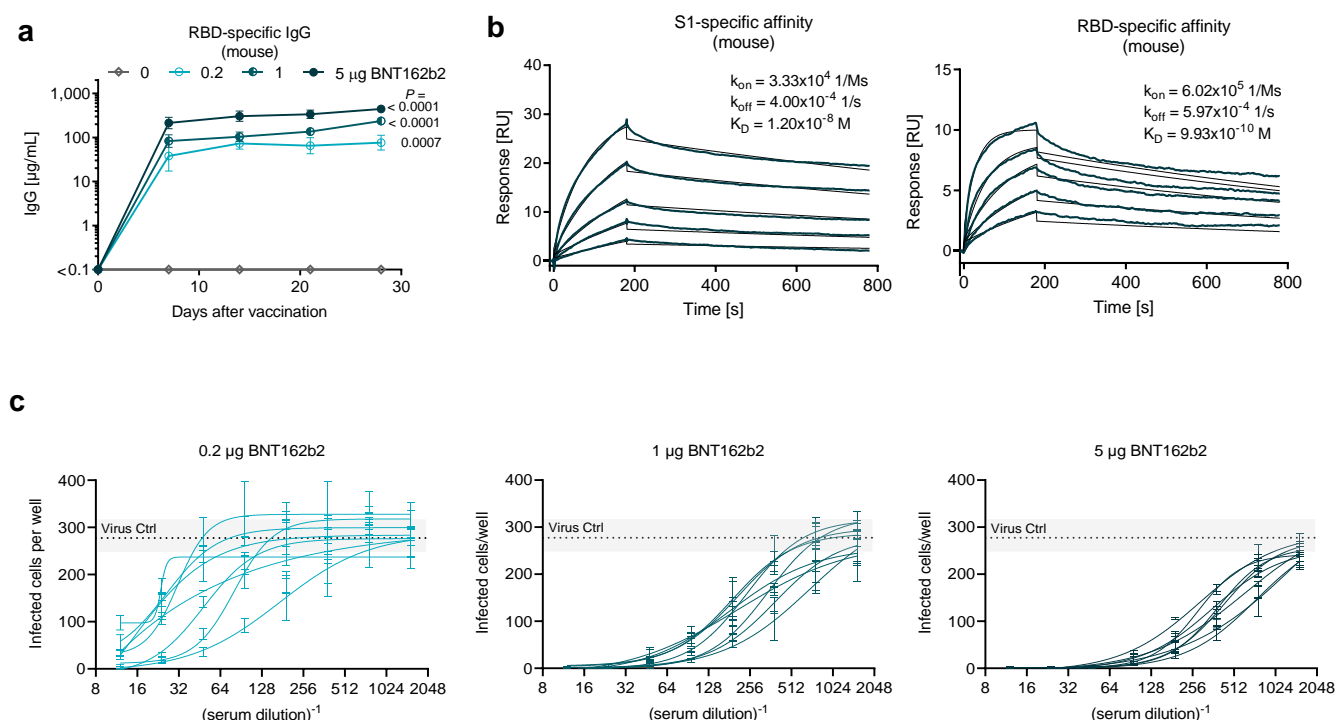 a
RBD-specific IgG
(mouse)
0 0.2 1 5 μg BNT162b2
P =
< 0.0001
< 0.0001
0.0007
IgG [µg/mL]
1,000
100
10
1
<0.1
0 10 20 30
Days after vaccination
b
S1-specific affinity
(mouse)
kon = 3.33x10⁴ 1/Ms
koff = 4.00x10⁻⁴ 1/s
KD = 1.20x10⁻⁸ M
Response [RU]
40
30
20
10
0
0 200 400 600 800
Time [s]
RBD-specific affinity
(mouse)
kon = 6.02x10⁵ 1/Ms
koff = 5.97x10⁻⁴ 1/s
KD = 9.93x10⁻¹⁰ M
Response [RU]
15
10
5
0
0 200 400 600 800
Time [s]
c
0.2 µg BNT162b2
Infected cells per well
400
300
200
100
0
Virus Ctrl
8 16 32 64 128 256 512 1024 2048
(serum dilution)⁻¹
1 µg BNT162b2
Infected cells/well
400
300
200
100
0
Virus Ctrl
8 16 32 64 128 256 512 1024 2048
(serum dilution)⁻¹
5 µg BNT162b2
Infected cells/well
400
300
200
100
0
Virus Ctrl
8 16 32 64 128 256 512 1024 2048
(serum dilution)⁻¹